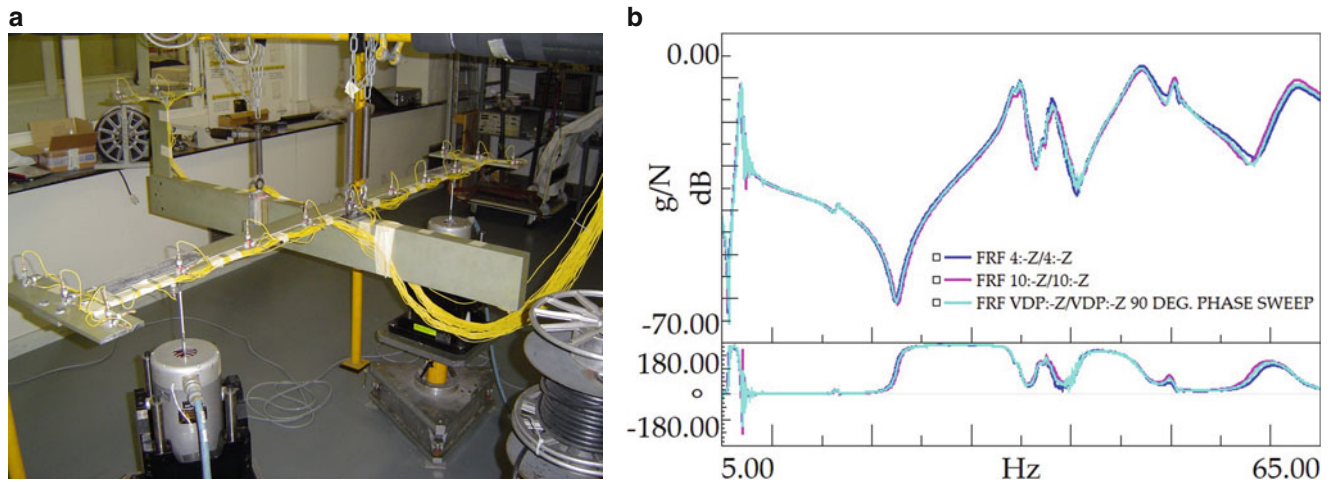 a
b
0.00
g/N
dB
-70.00
FRF 4:-Z/4:-Z
FRF 10:-Z/10:-Z
FRF VDP:-Z/VDP:-Z 90 DEG. PHASE SWEEP
180.00
°
-180.00
5.00
Hz
65.00